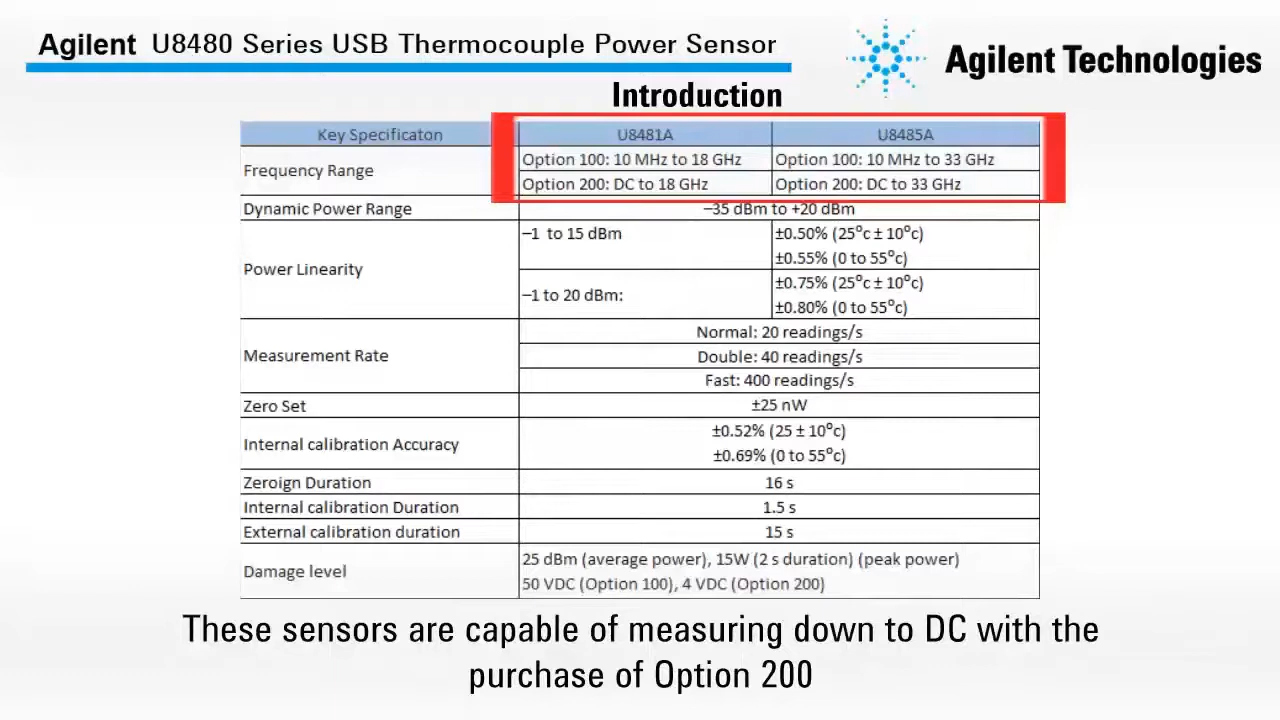 Agilent U8480 Series USB Thermocouple Power Sensor
Agilent Technologies
Introduction
Key Specificaton U8481A U8485A
Frequency Range
Option 100: 10 MHz to 18 GHz Option 100: 10 MHz to 33 GHz
Option 200: DC to 18 GHz Option 200: DC to 33 GHz
Dynamic Power Range –35 dBm to +20 dBm
Power Linearity
–1 to 15 dBm ±0.50% (25°c ± 10°c)
±0.55% (0 to 55°c)
–1 to 20 dBm: ±0.75% (25°c ± 10°c)
±0.80% (0 to 55°c)
Measurement Rate
Normal: 20 readings/s
Double: 40 readings/s
Fast: 400 readings/s
Zero Set ±25 nW
Internal calibration Accuracy
±0.52% (25 ± 10°c)
±0.69% (0 to 55°c)
Zeroign Duration 16 s
Internal calibration Duration 1.5 s
External calibration duration 15 s
Damage level
25 dBm (average power), 15W (2 s duration) (peak power)
50 VDC (Option 100), 4 VDC (Option 200)
These sensors are capable of measuring down to DC with the
purchase of Option 200